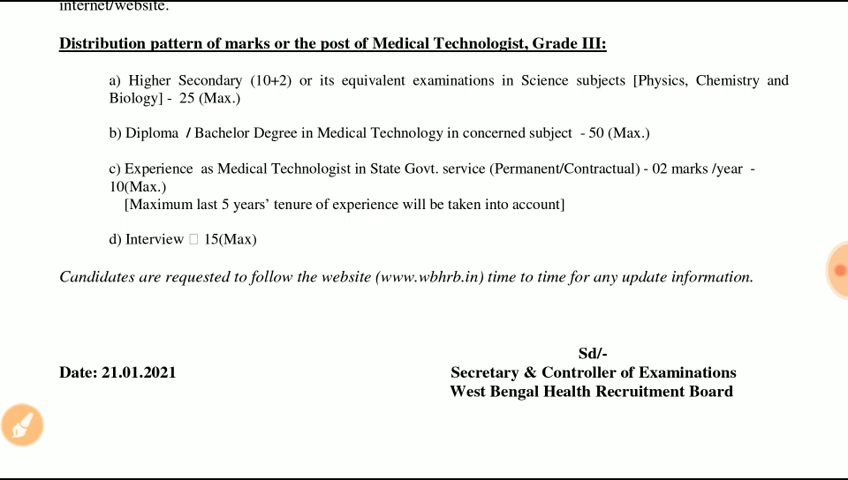 internet/website.
Distribution pattern of marks or the post of Medical Technologist, Grade III:
a) Higher Secondary (10+2) or its equivalent examinations in Science subjects [Physics, Chemistry and
Biology] - 25 (Max.)
b) Diploma / Bachelor Degree in Medical Technology in concerned subject - 50 (Max.)
c) Experience as Medical Technologist in State Govt. service (Permanent/Contractual) - 02 marks /year -
10(Max.)
[Maximum last 5 years' tenure of experience will be taken into account]
d) Interview □ 15(Max)
Candidates are requested to follow the website (www.wbhrb.in) time to time for any update information.
Sd/-
Date: 21.01.2021 Secretary & Controller of Examinations
West Bengal Health Recruitment Board